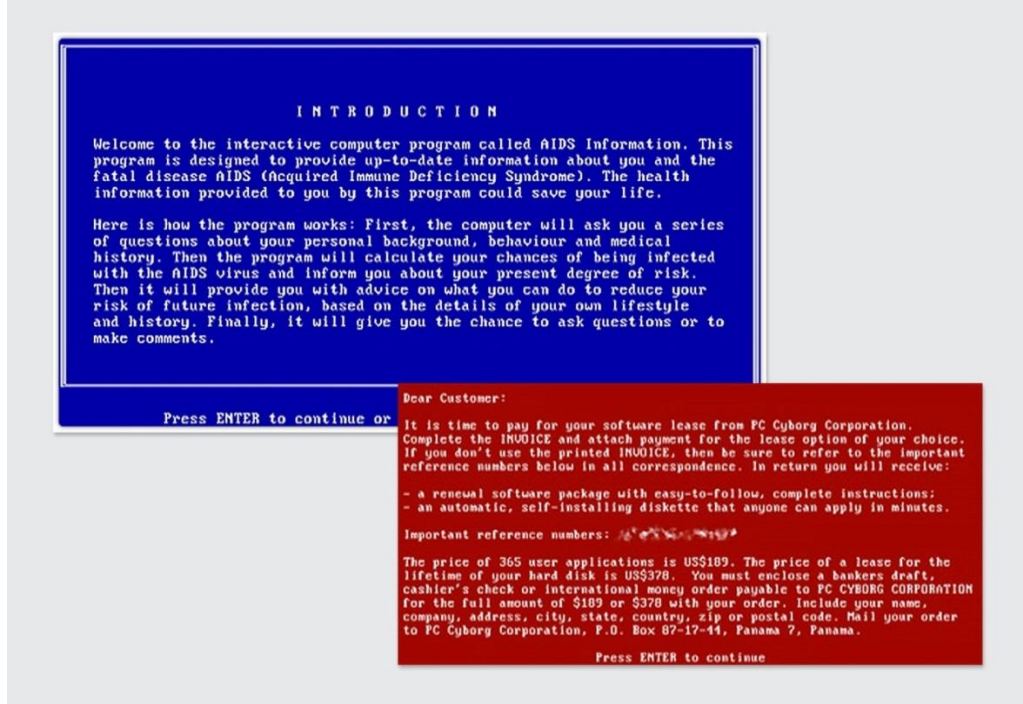 INTRODUCTION
Welcome to the interactive computer program called AIDS Information. This
program is designed to provide up-to-date information about you and the
fatal disease AIDS (Acquired Immune Deficiency Syndrome). The health
information provided to you by this program could save your life.
Here is how the program works: First, the computer will ask you a series
of questions about your personal background, behaviour and medical
history. Then the program will calculate your chances of being infected
with the AIDS virus and inform you about your present degree of risk.
Then it will provide you with advice on what you can do to reduce your
risk of future infection, based on the details of your own lifestyle
and history. Finally, it will give you the chance to ask questions or to
make comments.
Press ENTER to continue or
Dear Customer:
It is time to pay for your software lease from PC Cyborg Corporation.
Complete the INVOICE and attach payment for the lease option of your choice.
If you don't use the printed INVOICE, then be sure to refer to the important
reference numbers below in all correspondence. In return you will receive:
- a renewal software package with easy-to-follow, complete instructions;
- an automatic, self-installing diskette that anyone can apply in minutes.
Important reference numbers:
The price of 365 user applications is US$189. The price of a lease for the
lifetime of your hard disk is US$378. You must enclose a bankers draft,
cashier's check or international money order payable to PC CYBORG CORPORATION
for the full amount of $189 or $378 with your order. Include your name,
company, address, city, state, country, zip or postal code. Mail your order
to PC Cyborg Corporation, P.O. Box 87-17-44, Panama 7, Panama.
Press ENTER to continue